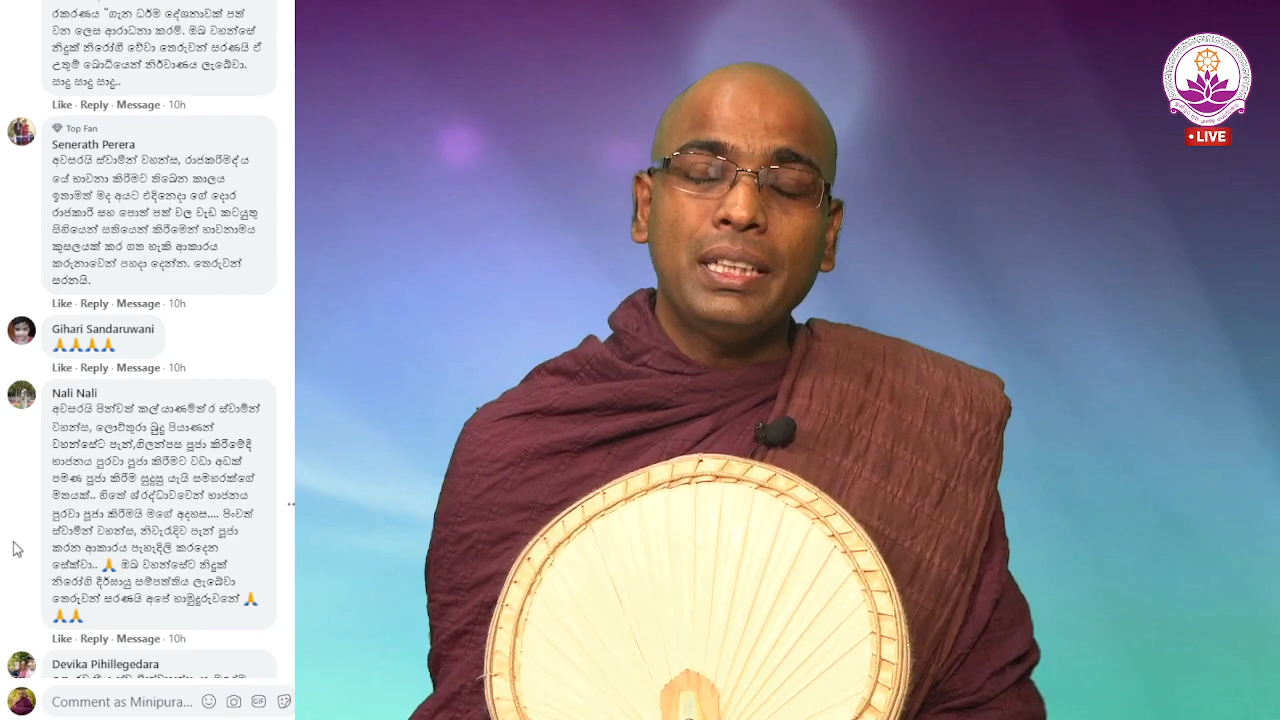 රකරණය "ගැන ධර්ම දේශනාවක් පත්
වන ලෙස ආරාධනා කරමි. ඔබ වහන්සේ
නිදුක් නිරෝගි වේවා තෙරුවන් සරණයි ඒ
උතුම් බොධියෙන් නිර්වාණය ලැබේවා.
සාදු සාදු සාදු..
Like · Reply · Message · 10h
Top Fan
Senerath Perera
අවසරයි ස්වාමීන් වහන්ස, රාජකරීමද් ය
යේ භාවනා කිරීමට තිබෙන කාලය
ඉතාමත් මද අයට එදිනෙදා ගේ දොර
රාජකාරී සහ පොත් පත් වල වැඩ කටයුතු
සිහියෙන් සතියෙන් කිරීමෙන් භාවනාමය
කුසලයක් කර ගත හැකි ආකාරය
කරුනාවෙන් පහදා දෙන්න. තෙරුවන්
සරනයි.
Like · Reply · Message · 10h
Gihari Sandaruwani
🙏🙏🙏🙏
Like · Reply · Message · 10h
Nali Nali
අවසරයි පින්වත් කල් යාණමිත් ර ස්වාමීන්
වහන්ස, ලොව්තුරා බුදු පියාණන්
වහන්සේට පැන්,ගිලන්පස පූජා කිරීමේදී
භාජනය පුරවා පූජා කිරීමට වඩා අඩක්
පමණ පූජා කිරීම සුදුසු යැයි සමහරක්ගේ
මතයක්.. හිතේ ශ්රද්ධාවවෙන් භාජනය
පුරවා පූජා කිරීමයි මගේ අදහස.... පිංවත්
ස්වාමීන් වහන්ස, නිවැරැදිව පැන් පූජා
කරන ආකාරය පැහැදිලි කරදෙන
සේක්වා.. 🙏 ඔබ වහන්සේට නිදුක්
නිරෝගි දීර්ඝායු සම්පත්තිය ලැබේවා
තෙරුවන් සරණයි අපේ හාමුදුරුවනේ 🙏
🙏🙏
Like · Reply · Message · 10h
Devika Pihillegedara
Comment as Minipura...
GIF
LIVE